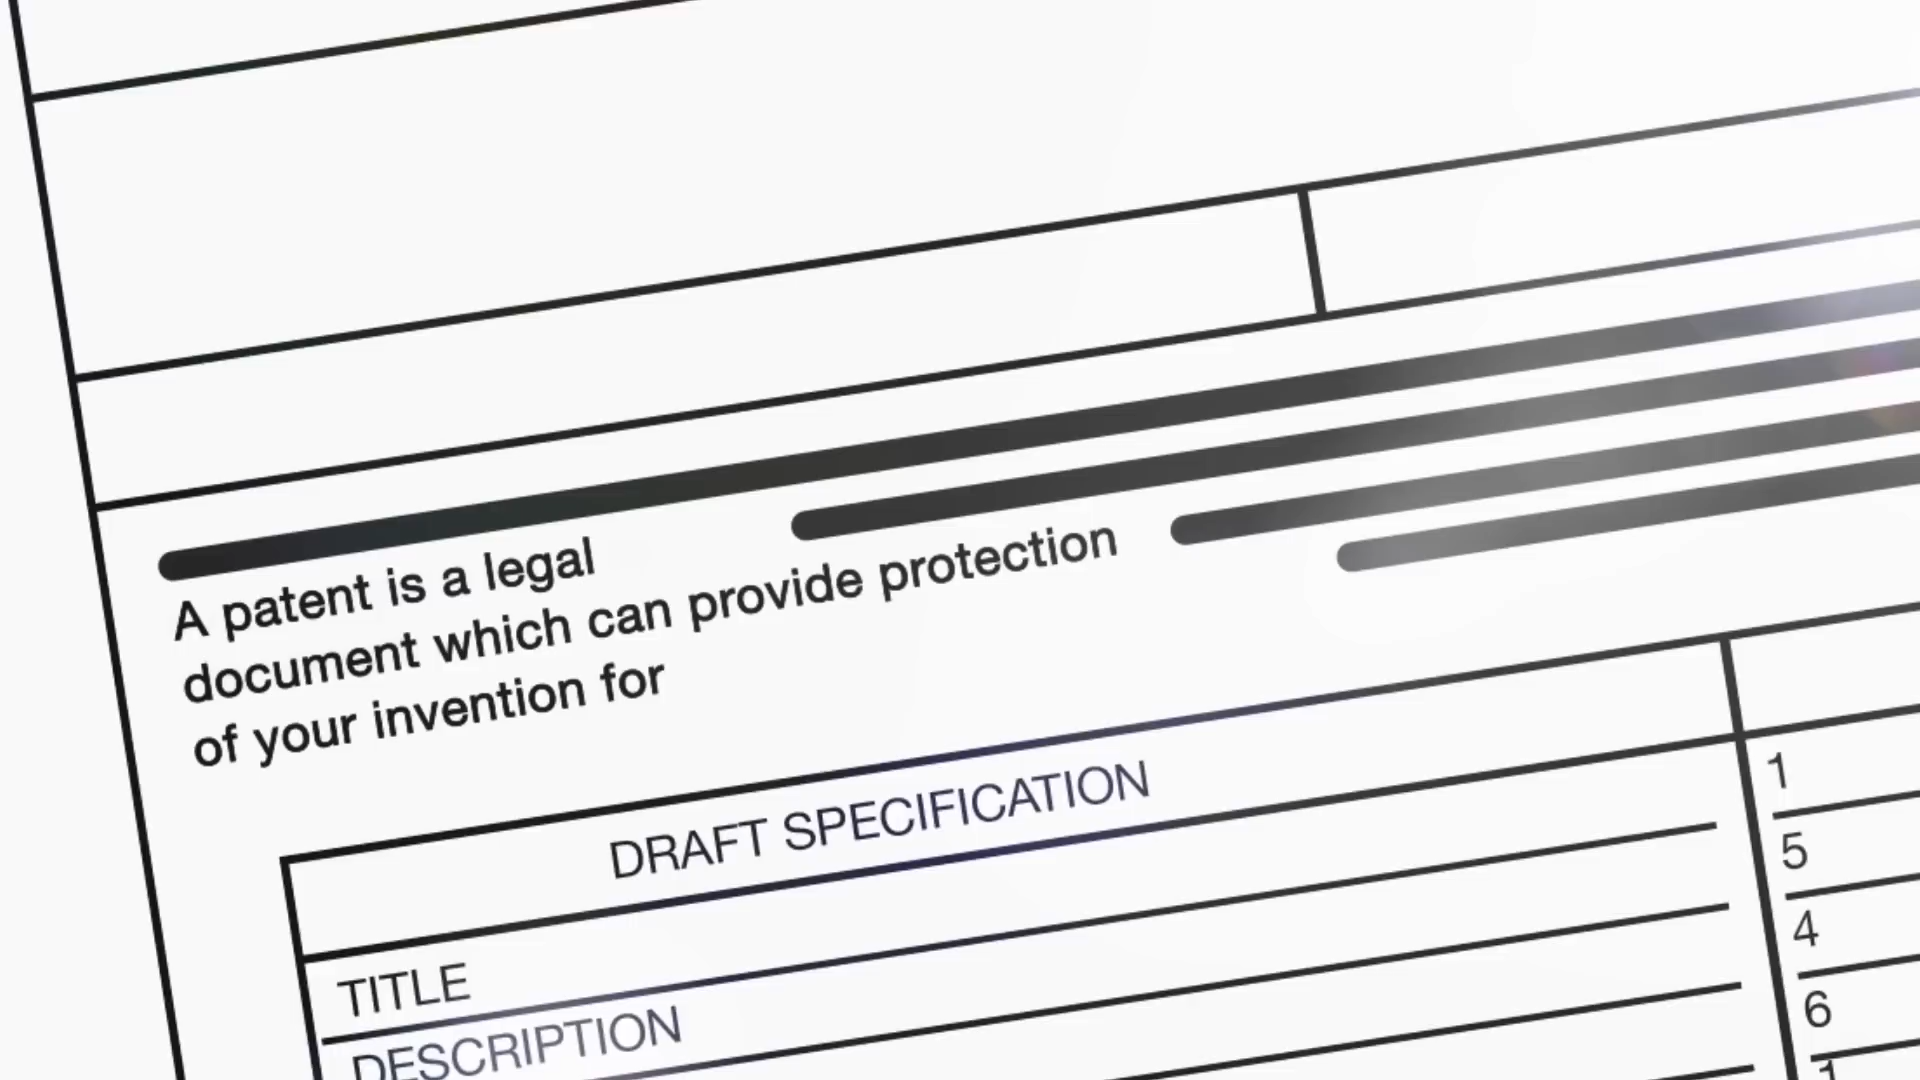 A patent is a legal
document which can provide protection
of your invention for
DRAFT SPECIFICATION
TITLE
DESCRIPTION
1
5
4
6
1